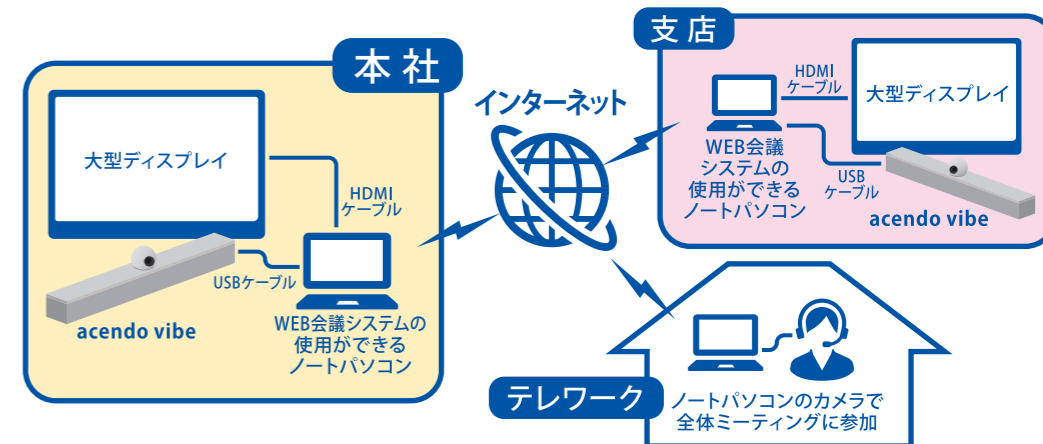 本社
大型ディスプレイ
HDMI
ケーブル
USBケーブル
acendo vibe
WEB会議システムの
使用ができる
ノートパソコン
インターネット
支店
HDMI
ケーブル
大型ディスプレイ
WEB会議
システムの
使用ができる
ノートパソコン
USB
ケーブル
acendo vibe
テレワーク
ノートパソコンのカメラで
全体ミーティングに参加